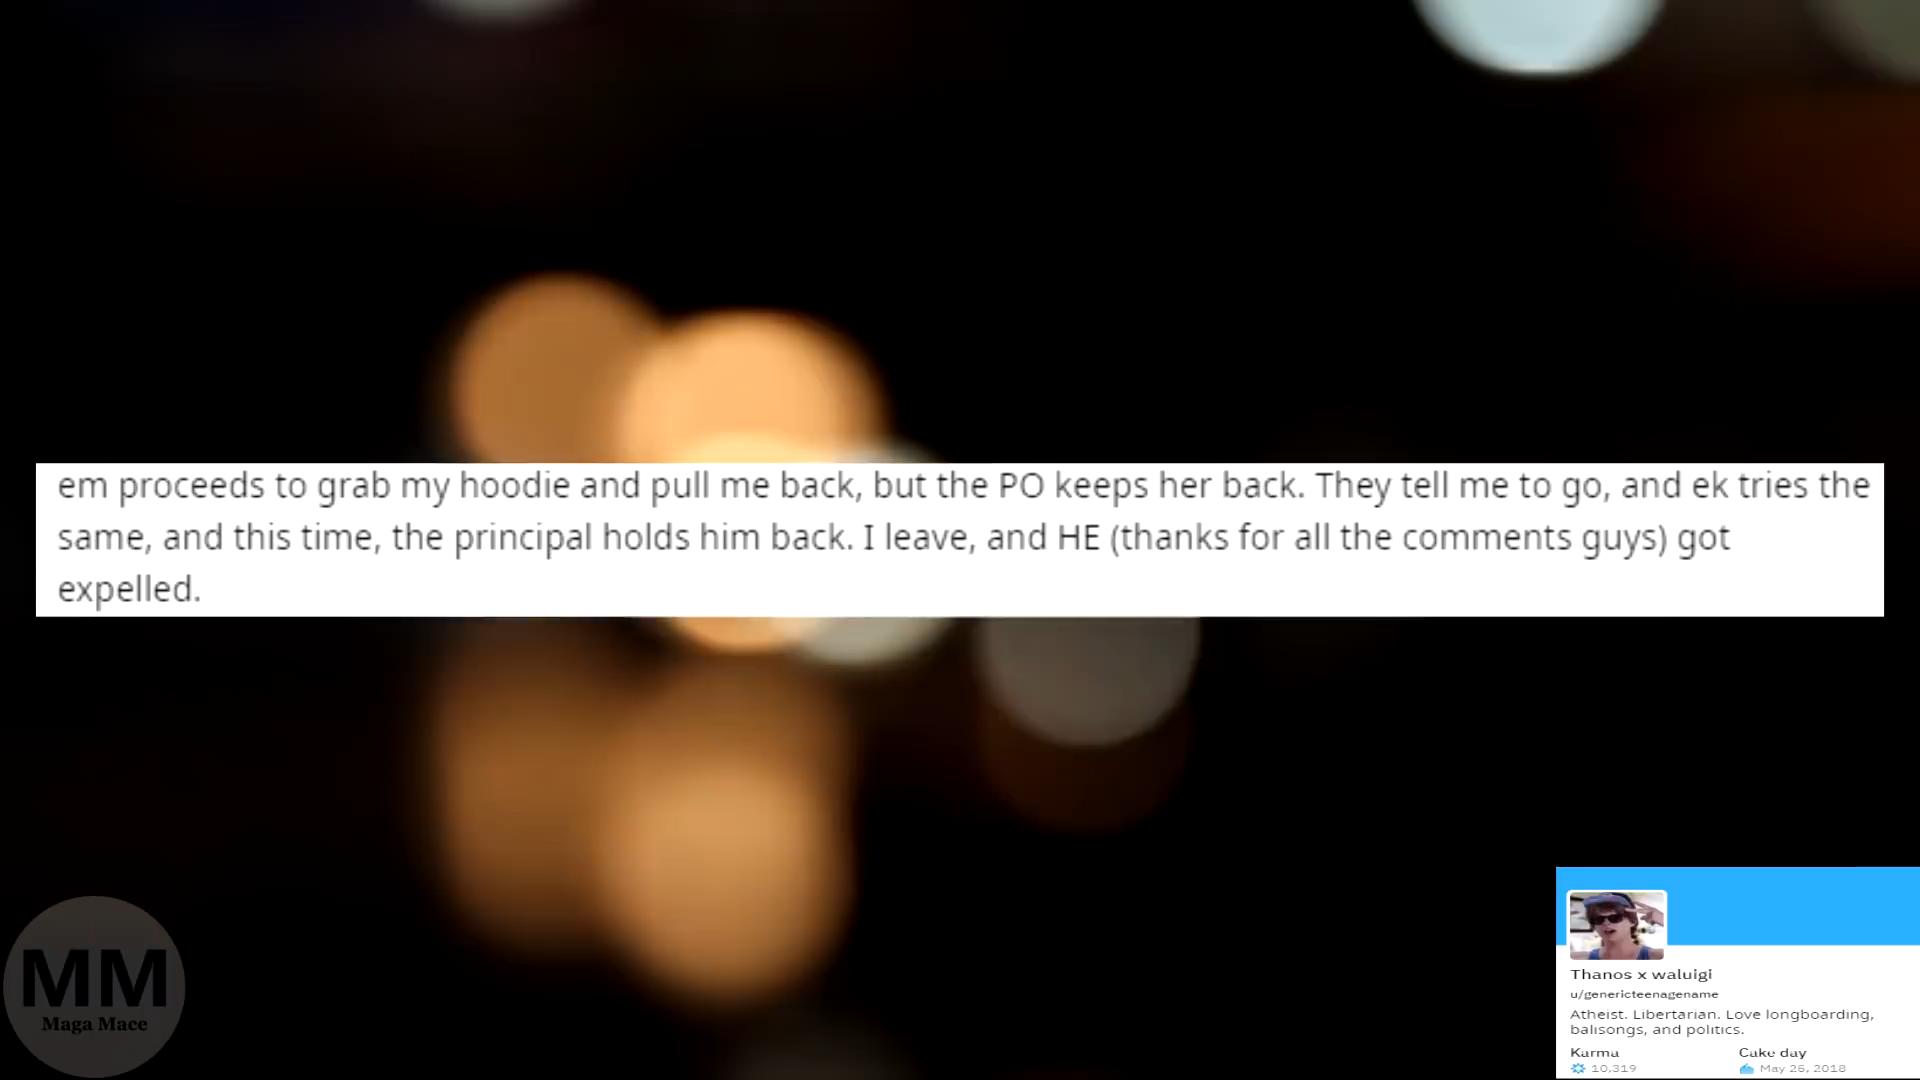 em proceeds to grab my hoodie and pull me back, but the PO keeps her back. They tell me to go, and ek tries the
same, and this time, the principal holds him back. I leave, and HE (thanks for all the comments guys) got
expelled.
MM
Maga Mace
Thanos x waluigi
u/genericteenagename
Atheist. Libertarian. Love longboarding,
balisongs, and politics.
Karma Cake day
10,319 May 26, 2018